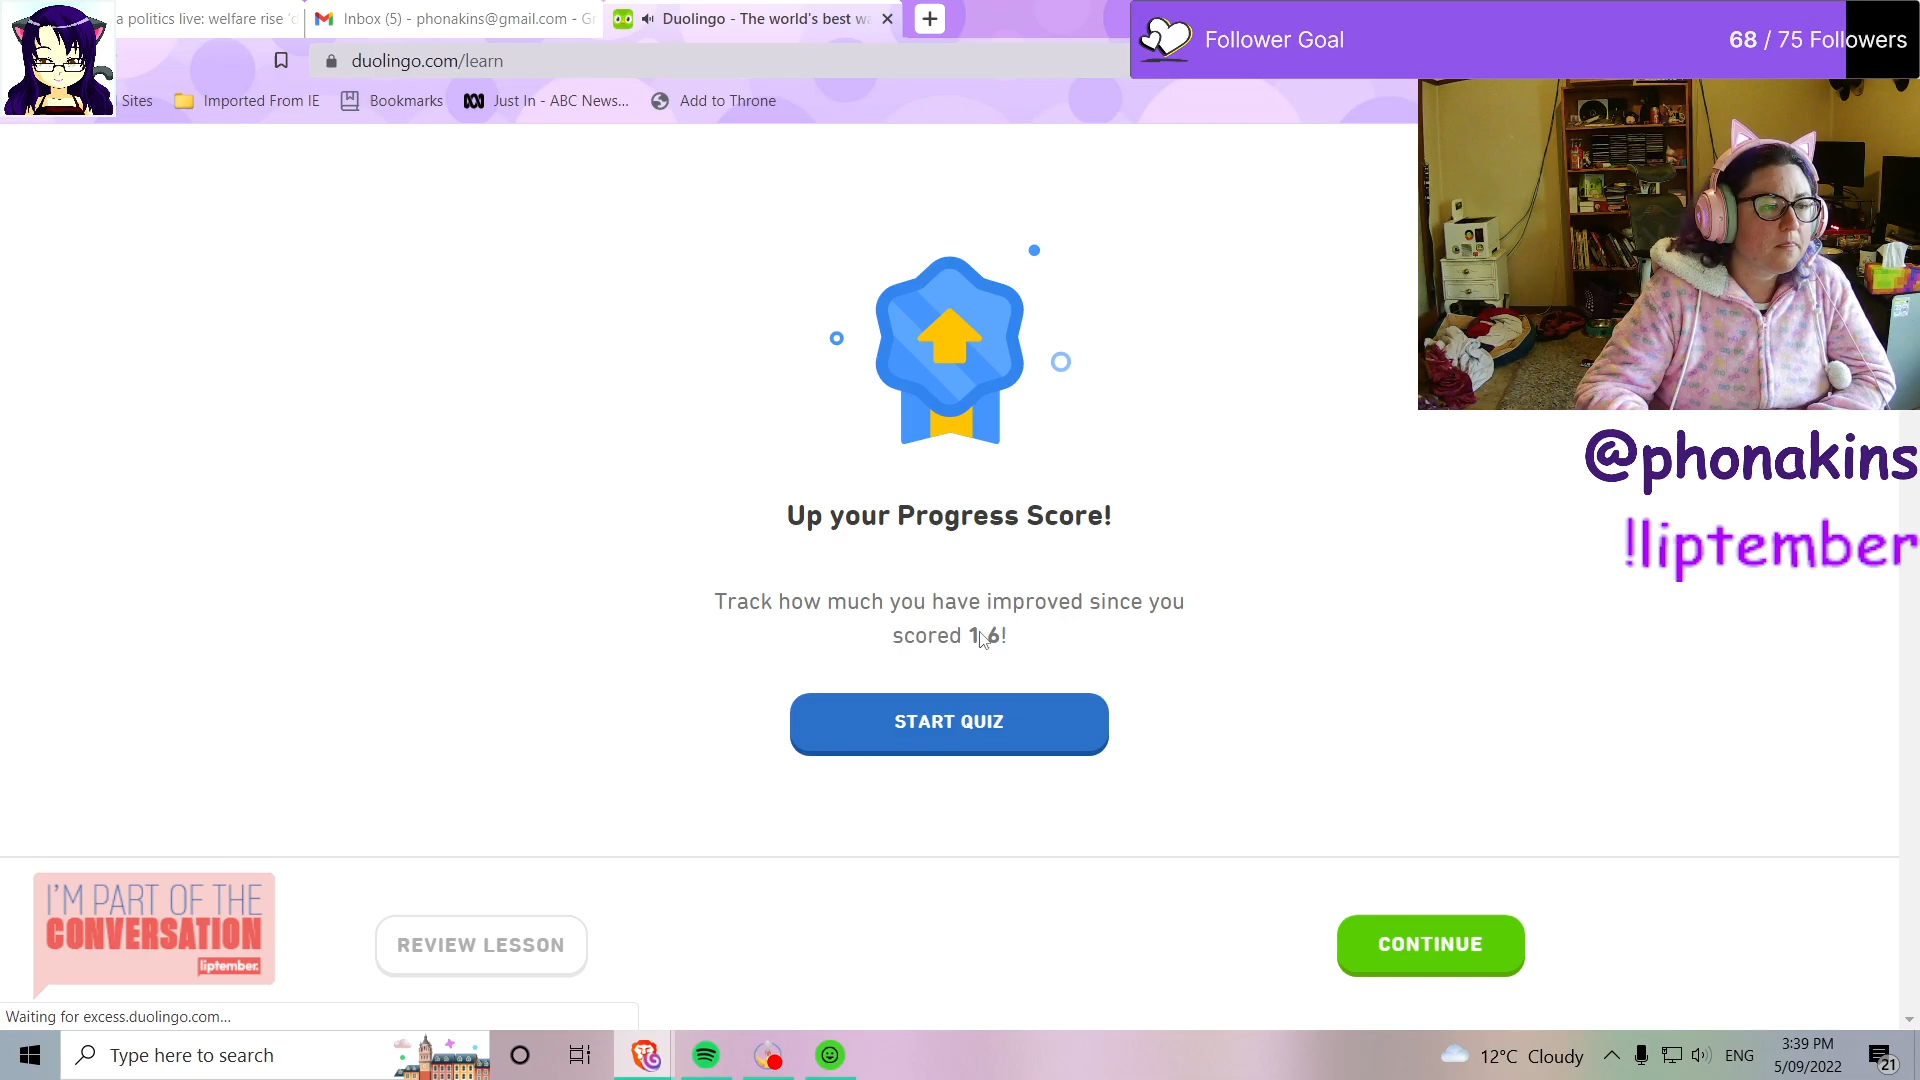 a politics live: welfare rise 'd
Inbox (5) - phonakins@gmail.com - Gr
Duolingo - The world's best wa
Follower Goal
68 / 75 Followers
duolingo.com/learn
Sites
Imported From IE
Bookmarks
Just In - ABC News...
Add to Throne
@phonakins
!liptember
Up your Progress Score!
Track how much you have improved since you
scored 1.6!
START QUIZ
I'M PART OF THE
CONVERSATION
liptember.
REVIEW LESSON
CONTINUE
Waiting for excess.duolingo.com...
Type here to search
12°C Cloudy
ENG
3:39 PM
5/09/2022
21